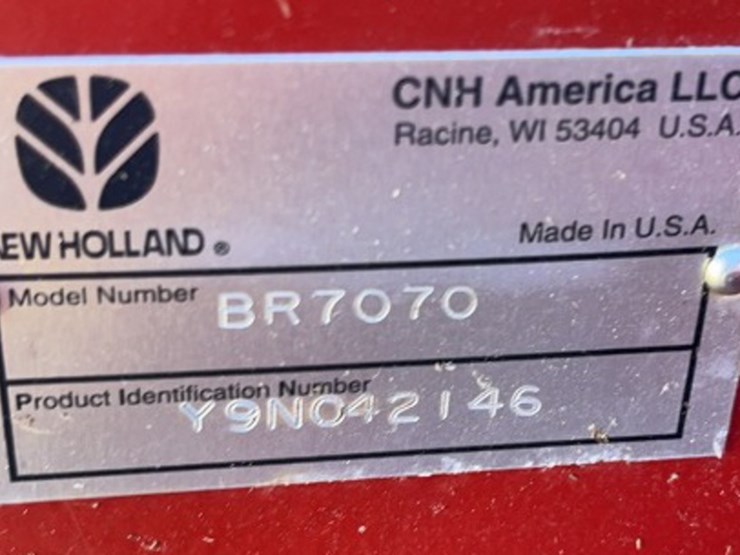 CNH America LLC
Racine, WI 53404 U.S.A.
EW HOLLAND ®
Made In U.S.A.
Model Number BR7070
Product Identification Number
Y9N042146